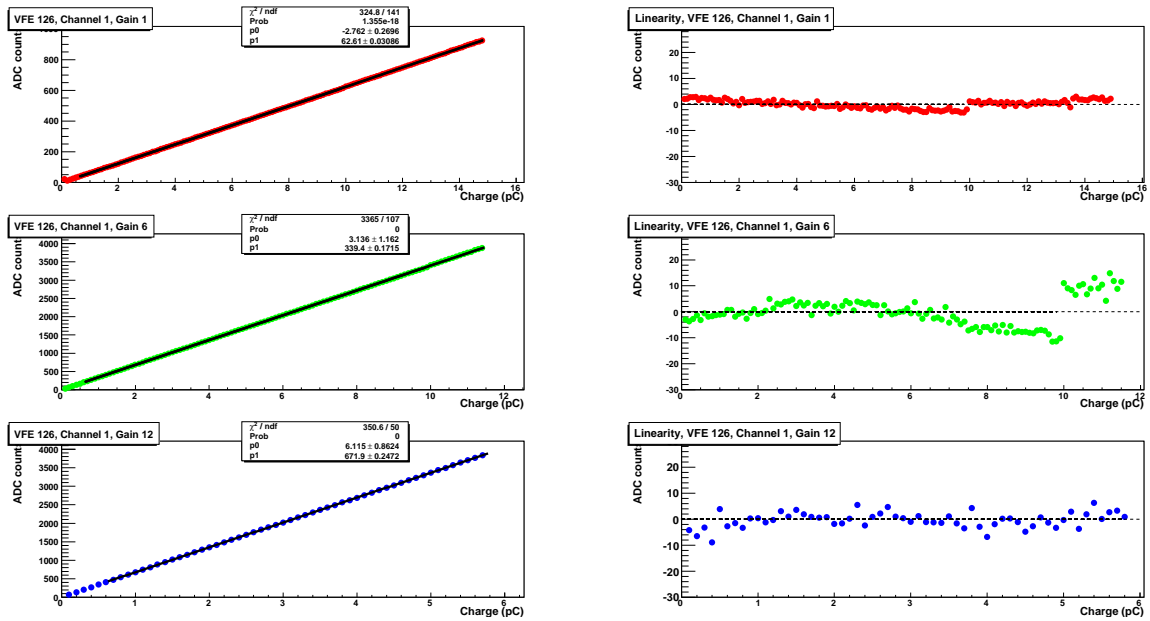 VFE 126, Channel 1, Gain 1
χ² / ndf 324.8 / 141
Prob 1.355e-18
p0 -2.762 ± 0.2696
p1 62.61 ± 0.03086
ADC count
800
600
400
200
0
0 2 4 6 8 10 12 14 16
Charge (pC)
Linearity, VFE 126, Channel 1, Gain 1
ADC count
20
10
0
-10
-20
-30
0 2 4 6 8 10 12 14 16
Charge (pC)
VFE 126, Channel 1, Gain 6
χ² / ndf 3365 / 107
Prob 0
p0 3.136 ± 1.162
p1 339.4 ± 0.1715
ADC count
4000
3500
3000
2500
2000
1500
1000
500
0
0 2 4 6 8 10 12
Charge (pC)
Linearity, VFE 126, Channel 1, Gain 6
ADC count
20
10
0
-10
-20
-30
0 2 4 6 8 10 12
Charge (pC)
VFE 126, Channel 1, Gain 12
χ² / ndf 350.6 / 50
Prob 0
p0 6.115 ± 0.8624
p1 671.9 ± 0.2472
ADC count
4000
3500
3000
2500
2000
1500
1000
500
0
0 1 2 3 4 5 6
Charge (pC)
Linearity, VFE 126, Channel 1, Gain 12
ADC count
20
10
0
-10
-20
-30
0 1 2 3 4 5 6
Charge (pC)